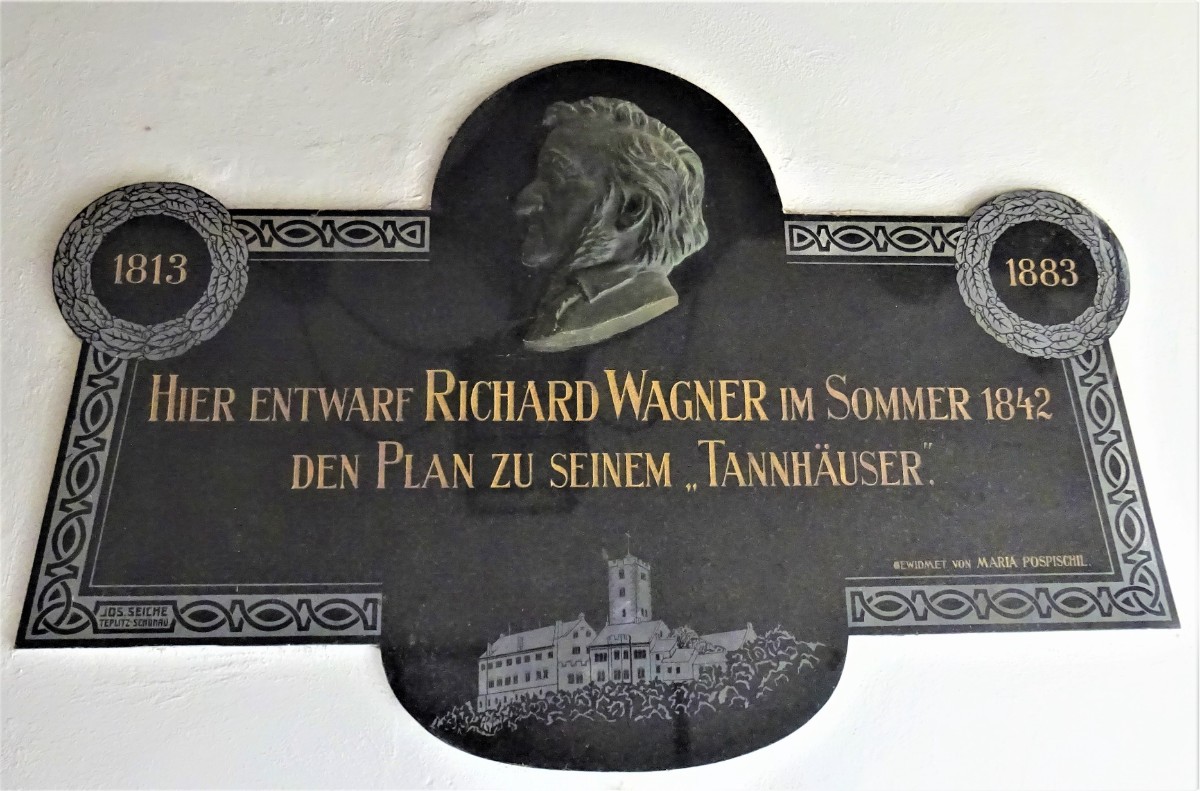 1813
1883
HIER ENTWARF RICHARD WAGNER IM SOMMER 1842
DEN PLAN ZU SEINEM „TANNHÄUSER”.
GEWIDMET VON MARIA POSPISCHIL.
JOS. SEICHE
TEPLITZ-SCHÖNAU